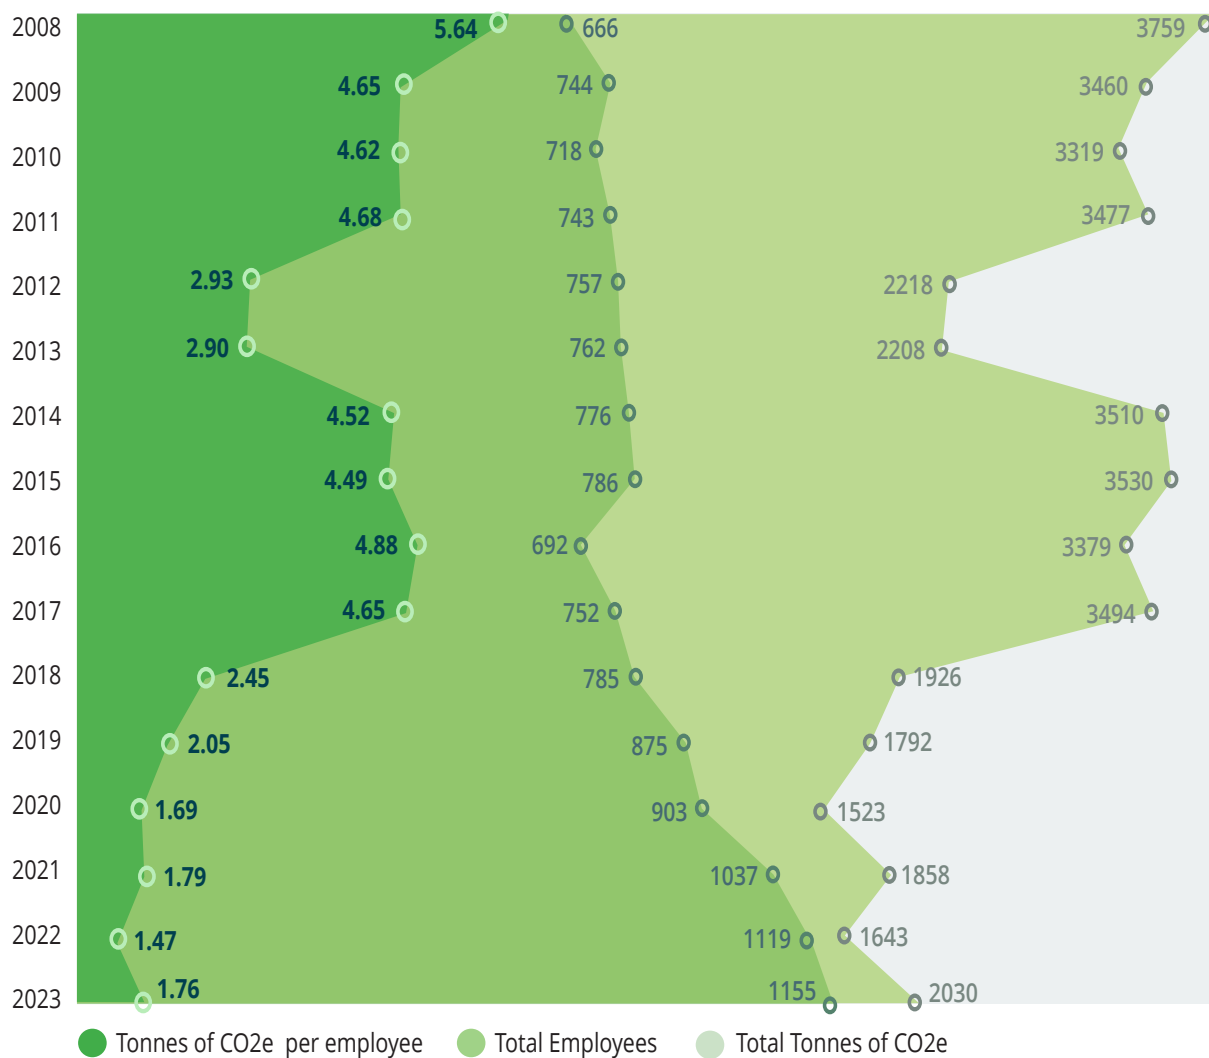 2008 5.64 666 3759
2009 4.65 744 3460
2010 4.62 718 3319
2011 4.68 743 3477
2012 2.93 757 2218
2013 2.90 762 2208
2014 4.52 776 3510
2015 4.49 786 3530
2016 4.88 692 3379
2017 4.65 752 3494
2018 2.45 785 1926
2019 2.05 875 1792
2020 1.69 903 1523
2021 1.79 1037 1858
2022 1.47 1119 1643
2023 1.76 1155 2030
Tonnes of CO2e per employee Total Employees Total Tonnes of CO2e